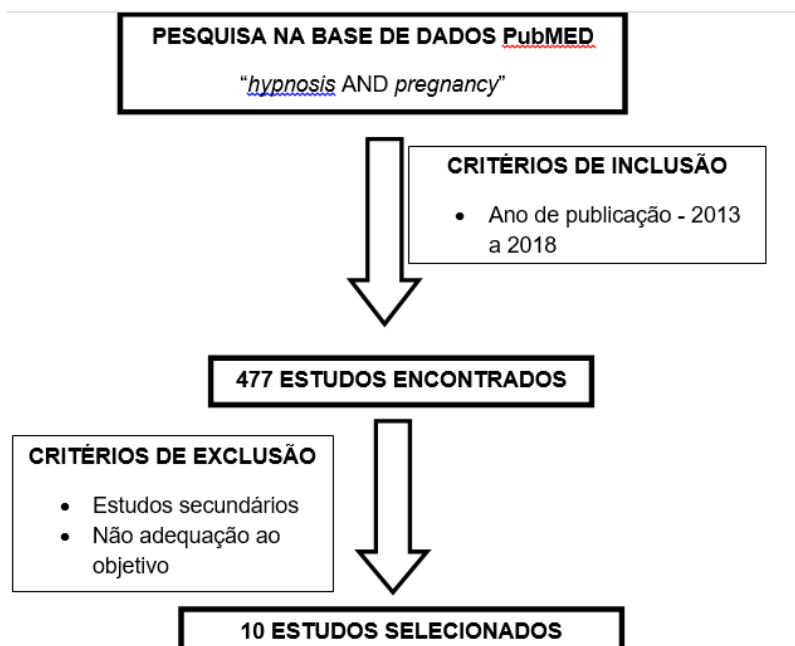 PESQUISA NA BASE DE DADOS PubMED
“hypnosis AND pregnancy”
CRITÉRIOS DE INCLUSÃO
• Ano de publicação - 2013
a 2018
477 ESTUDOS ENCONTRADOS
CRITÉRIOS DE EXCLUSÃO
• Estudos secundários
• Não adequação ao
objetivo
10 ESTUDOS SELECIONADOS